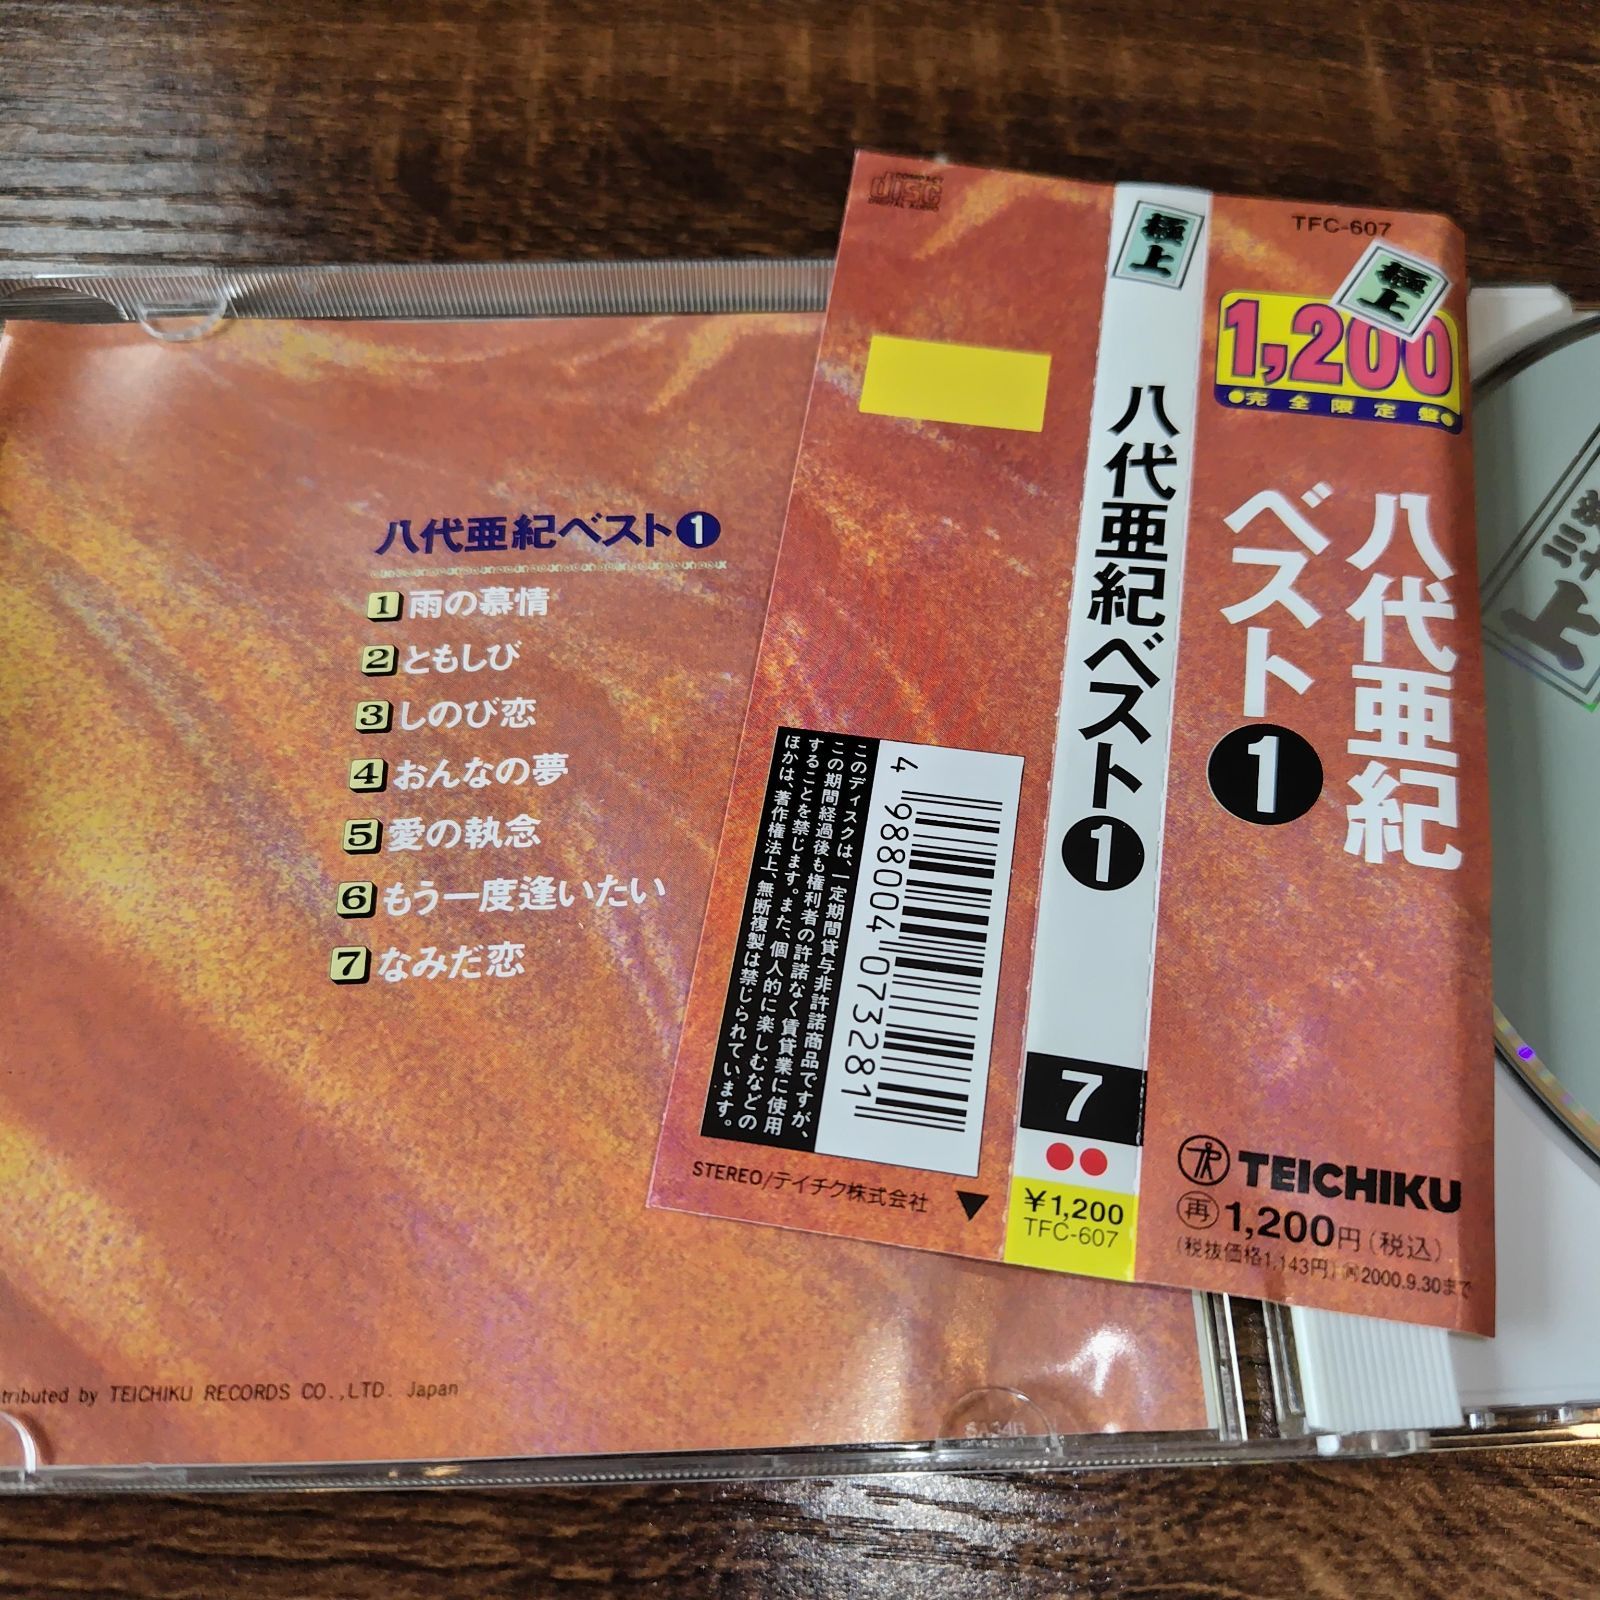 八代亜紀ベスト1
1 雨の慕情
2 ともしび
3 しのび恋
4 おんなの夢
5 愛の執念
6 もう一度逢いたい
7 なみだ恋
tributed by TEICHIKU RECORDS CO.,LTD. Japan
COMPACT
disc
DIGITAL AUDIO
このディスクは、一定期間貸与非許諾商品ですが、
この期間経過後も権利者の許諾なく賃貸業に使用
することを禁じます。また、個人的に楽しむなどの
ほかは、著作権法上、無断複製は禁じられています。
4 988004 073281
STEREO/テイチク株式会社
極上
八代亜紀ベスト1
7
¥1,200
TFC-607
TFC-607
極上
1,200
●完全限定盤●
八代亜紀
ベスト1
TEICHIKU
再1,200円(税込)
(税抜価格1,143円)再2000.9.30まで
上